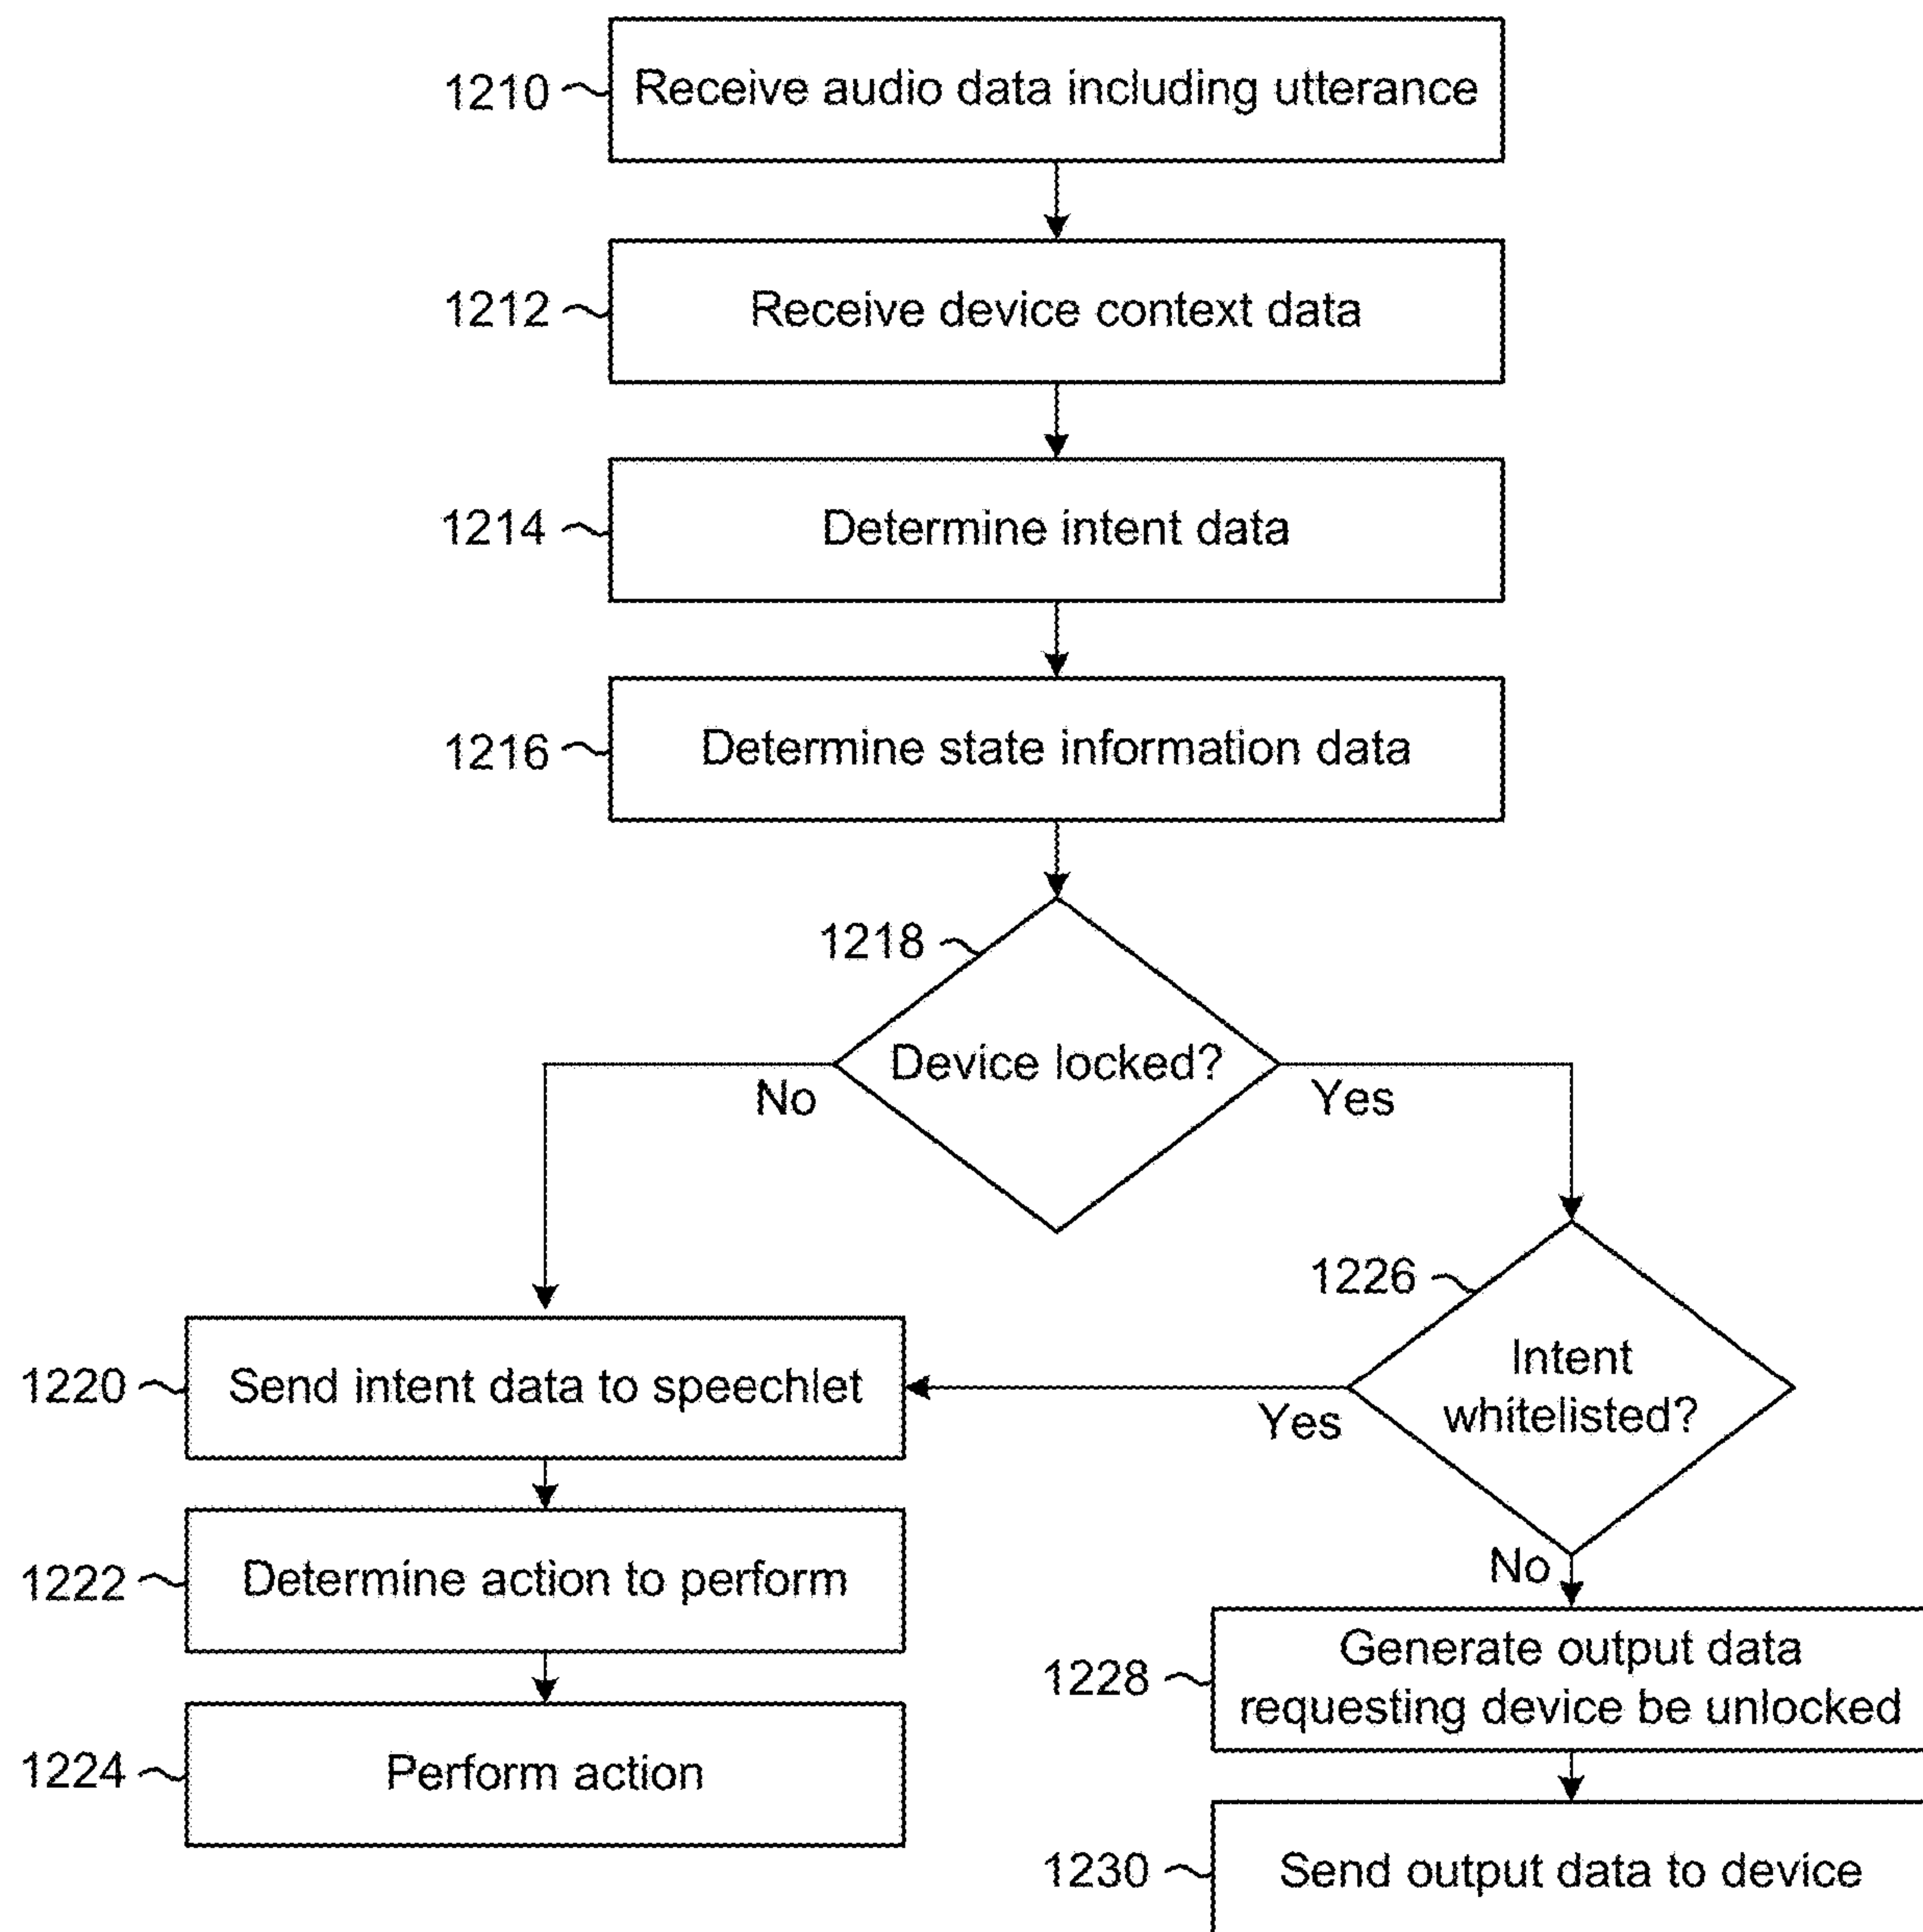 1210
Receive audio data including utterance
1212
Receive device context data
1214
Determine intent data
1216
Determine state information data
1218
Device locked?
No
Yes
1226
Intent
whitelisted?
Yes
No
1220
Send intent data to speechlet
1222
Determine action to perform
1224
Perform action
1228
Generate output data
requesting device be unlocked
1230
Send output data to device